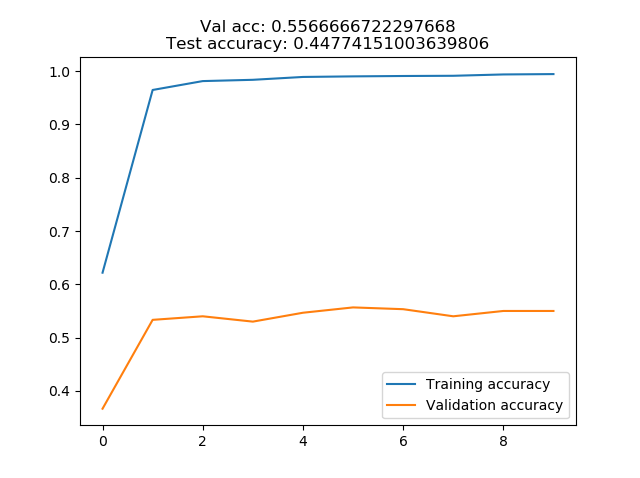 Val acc: 0.5566666722297668
Test accuracy: 0.44774151003639806
1.0
0.9
0.8
0.7
0.6
0.5
0.4
Training accuracy
Validation accuracy
0 2 4 6 8